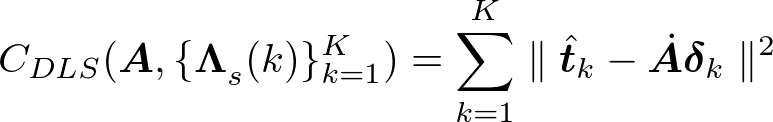 $C_{DLS}(\boldsymbol{A}, \{\boldsymbol{\Lambda}_s(k)\}_{k=1}^{K}) = \sum_{k=1}^{K} \parallel \hat{\boldsymbol{t}}_k - \dot{\boldsymbol{A}}\boldsymbol{\delta}_k \parallel^2$